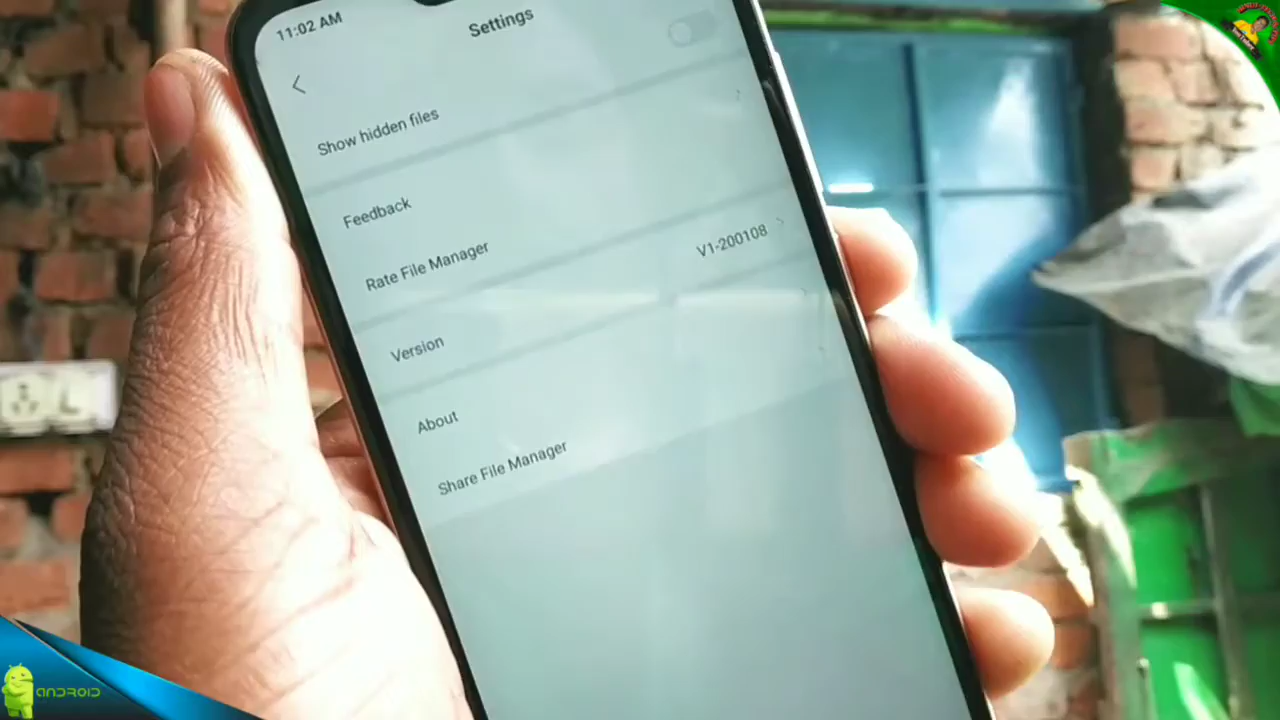 11:02 AM
Settings
Show hidden files
Feedback
Rate File Manager
Version
V1-200108
About
Share File Manager
ANDROID